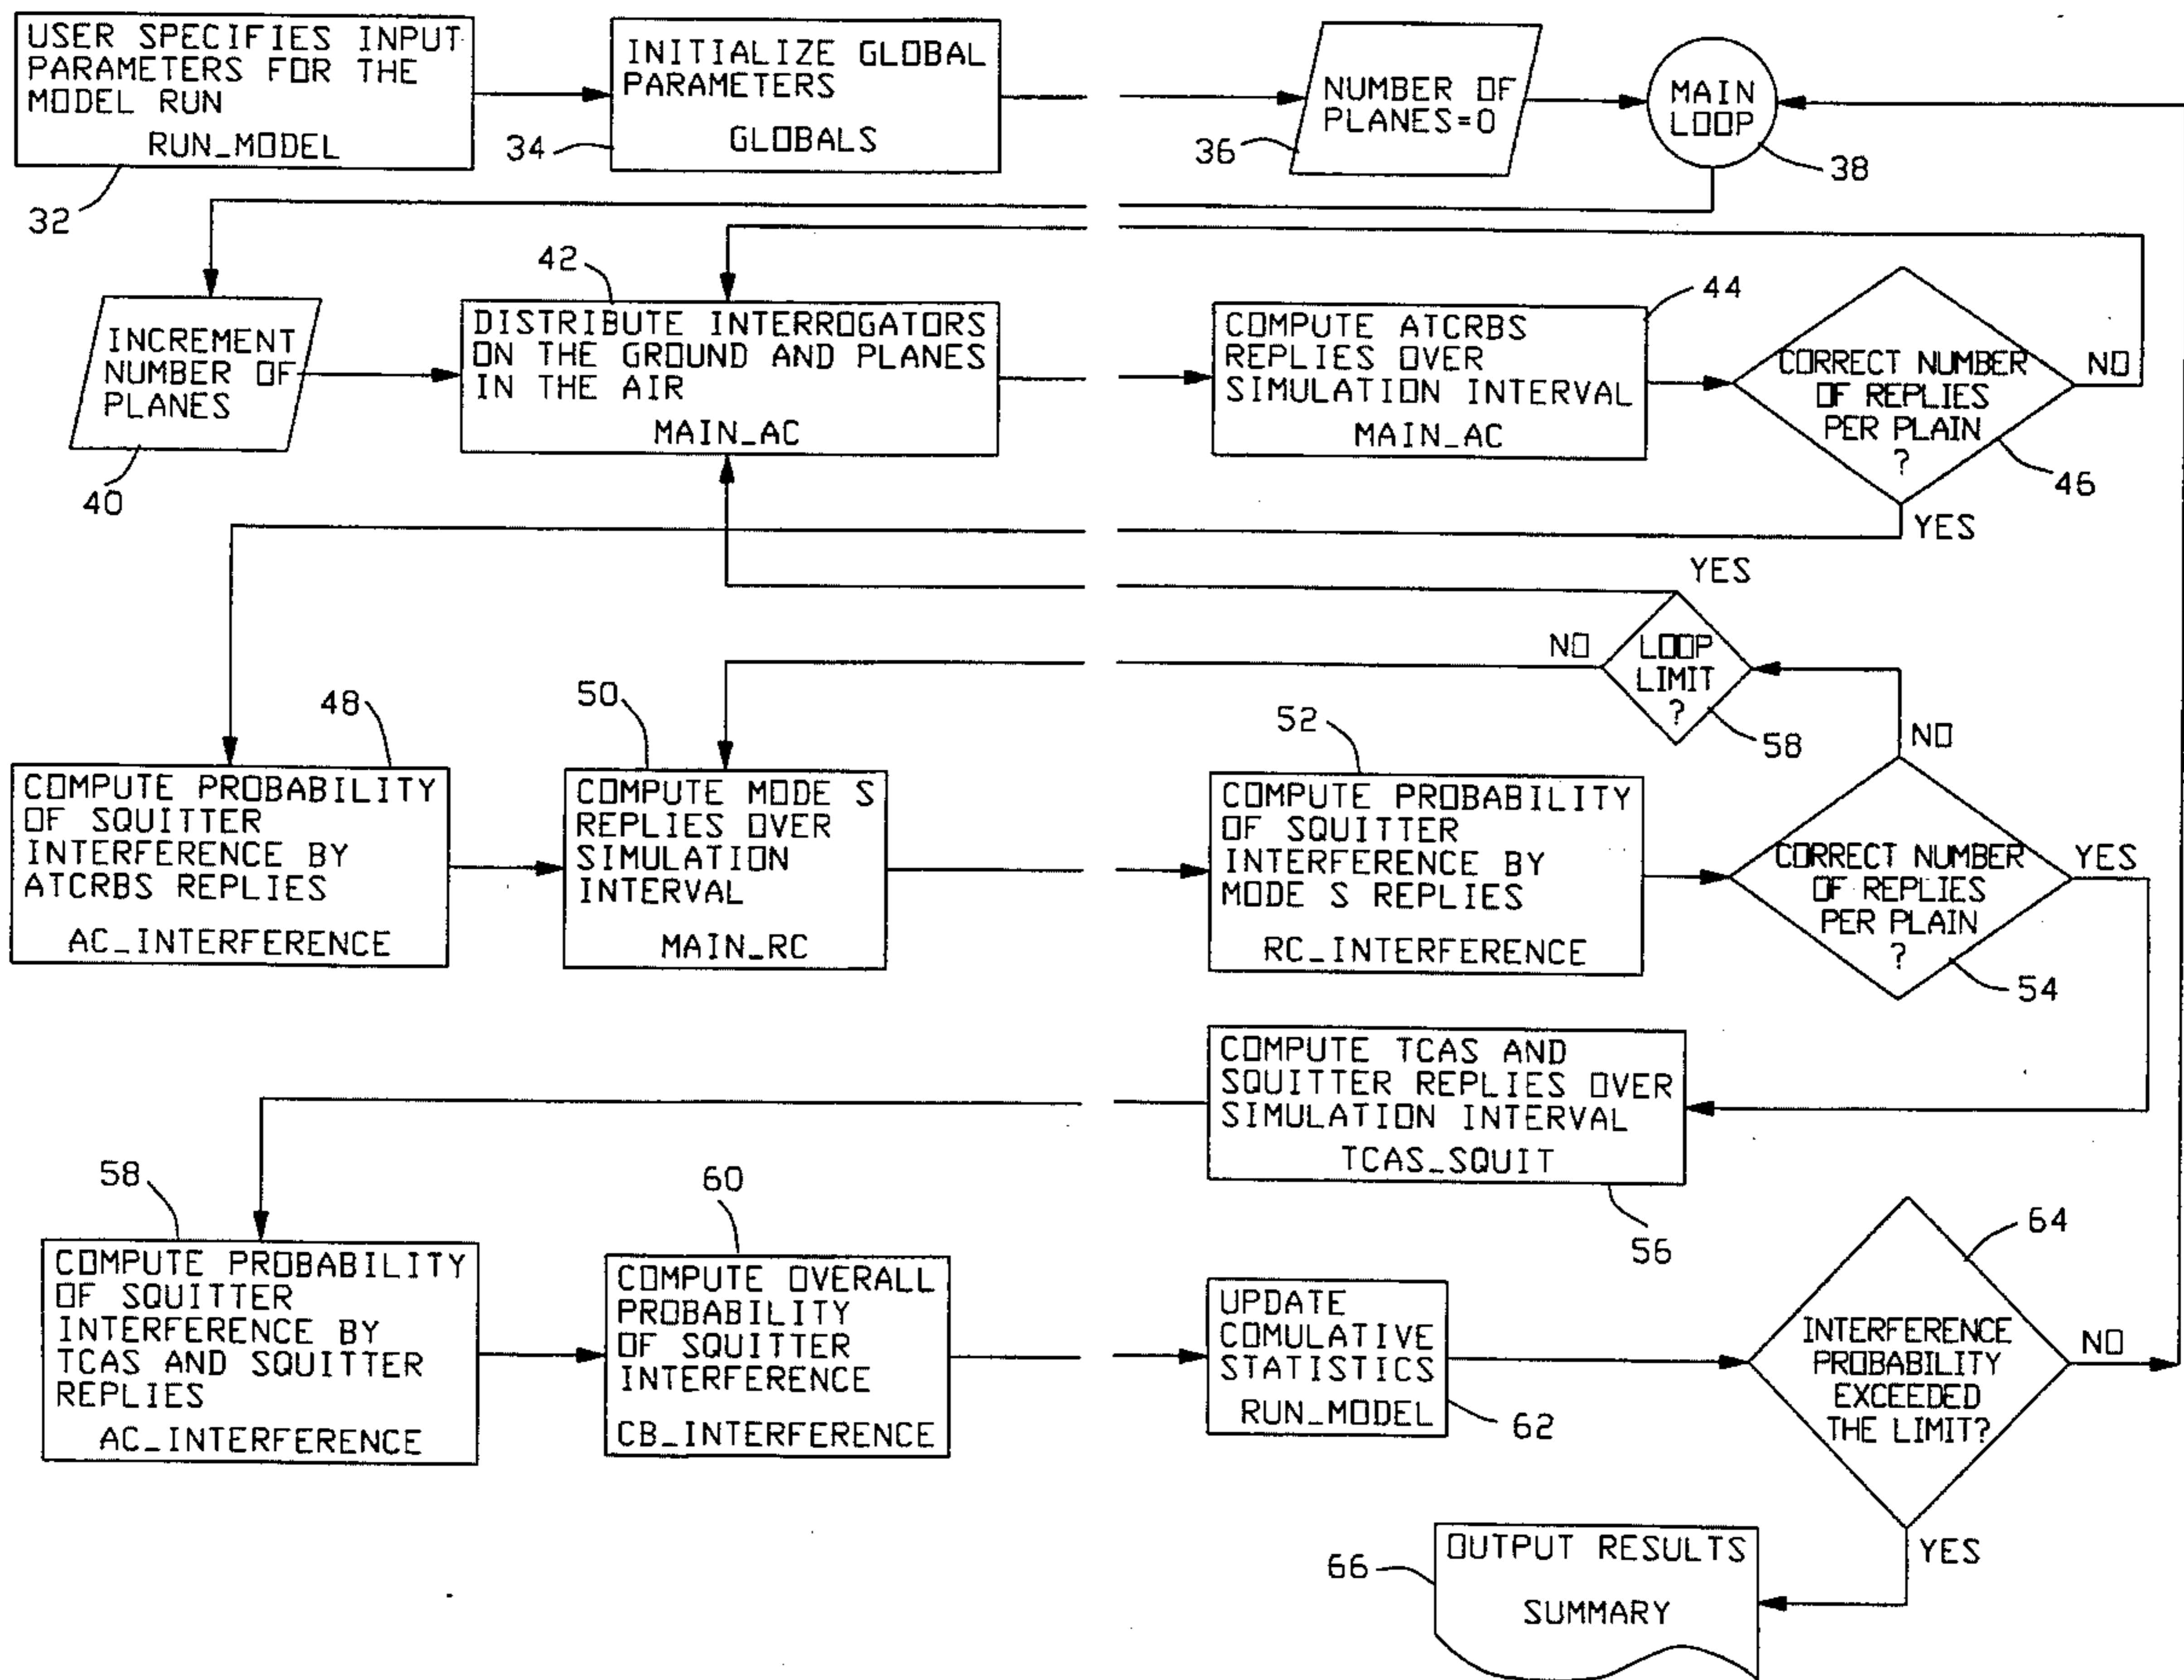 USER SPECIFIES INPUT
PARAMETERS FOR THE
MODEL RUN
RUN_MODEL
32
INITIALIZE GLOBAL
PARAMETERS
GLOBALS
34
NUMBER OF
PLANES=0
36
MAIN
LOOP
38
INCREMENT
NUMBER OF
PLANES
40
42
DISTRIBUTE INTERROGATORS
ON THE GROUND AND PLANES
IN THE AIR
MAIN_AC
44
COMPUTE ATCRBS
REPLIES OVER
SIMULATION INTERVAL
MAIN_AC
CORRECT NUMBER
OF REPLIES
PER PLAIN
?
NO
46
YES
YES
NO
LOOP
LIMIT
?
58
NO
48
COMPUTE PROBABILITY
OF SQUITTER
INTERFERENCE BY
ATCRBS REPLIES
AC_INTERFERENCE
50
COMPUTE MODE S
REPLIES OVER
SIMULATION
INTERVAL
MAIN_RC
52
COMPUTE PROBABILITY
OF SQUITTER
INTERFERENCE BY
MODE S REPLIES
RC_INTERFERENCE
CORRECT NUMBER
OF REPLIES
PER PLAIN
?
YES
54
COMPUTE TCAS AND
SQUITTER REPLIES OVER
SIMULATION INTERVAL
TCAS_SQUIT
56
58
COMPUTE PROBABILITY
OF SQUITTER
INTERFERENCE BY
TCAS AND SQUITTER
REPLIES
AC_INTERFERENCE
60
COMPUTE OVERALL
PROBABILITY
OF SQUITTER
INTERFERENCE
CB_INTERFERENCE
UPDATE
COMULATIVE
STATISTICS
RUN_MODEL
62
64
INTERFERENCE
PROBABILITY
EXCEEDED
THE LIMIT?
NO
YES
66
OUTPUT RESULTS
SUMMARY